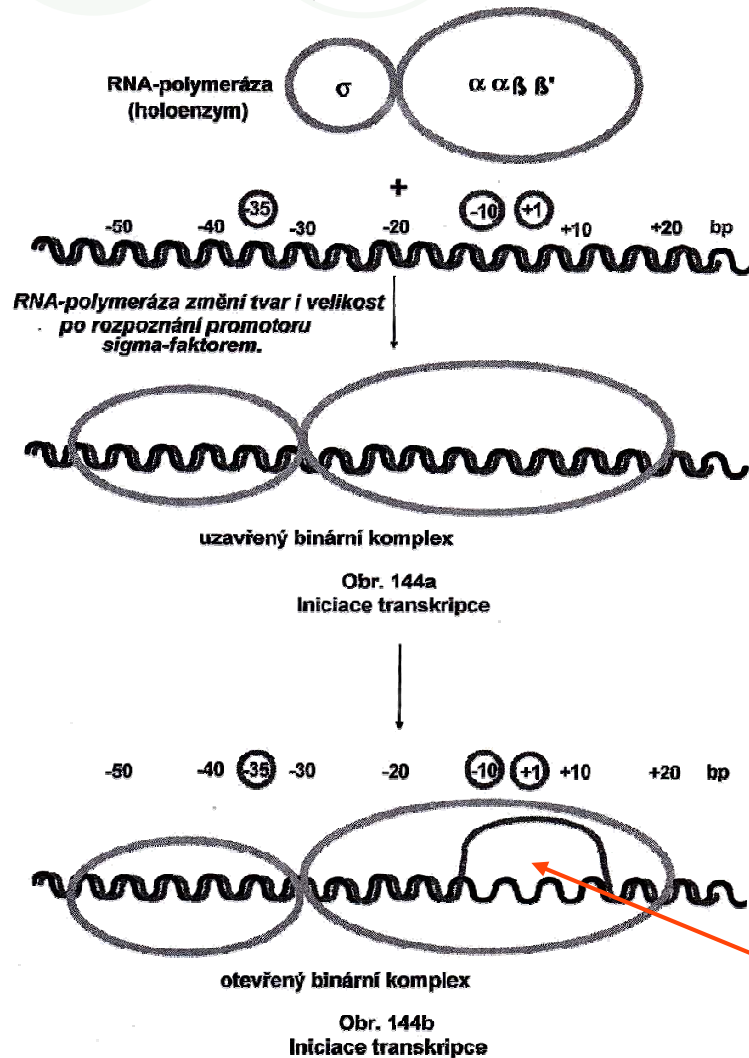 RNA-polymeráza
(holoenzym)
σ
α α ß ß'
+
-50 -40 -35 -30 -20 -10 +1 +10 +20 bp
RNA-polymeráza změní tvar i velikost
po rozpoznání promotoru
sigma-faktorem.
uzavřený binární komplex
Obr. 144a
Iniciace transkripce
-50 -40 -35 -30 -20 -10 +1 +10 +20 bp
otevřený binární komplex
Obr. 144b
Iniciace transkripce